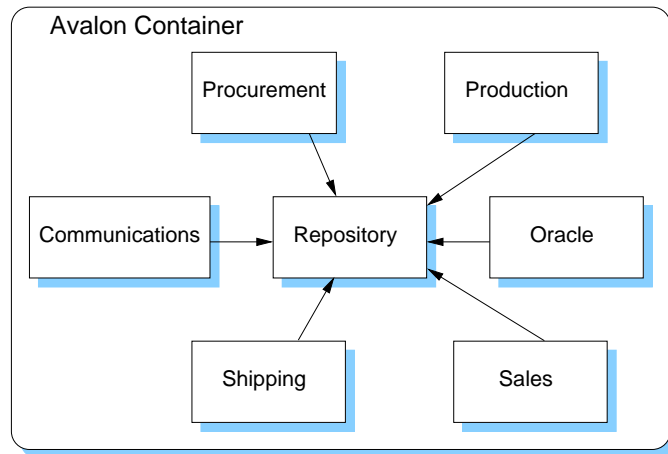 Avalon Container
Procurement
Production
Communications
Repository
Oracle
Shipping
Sales